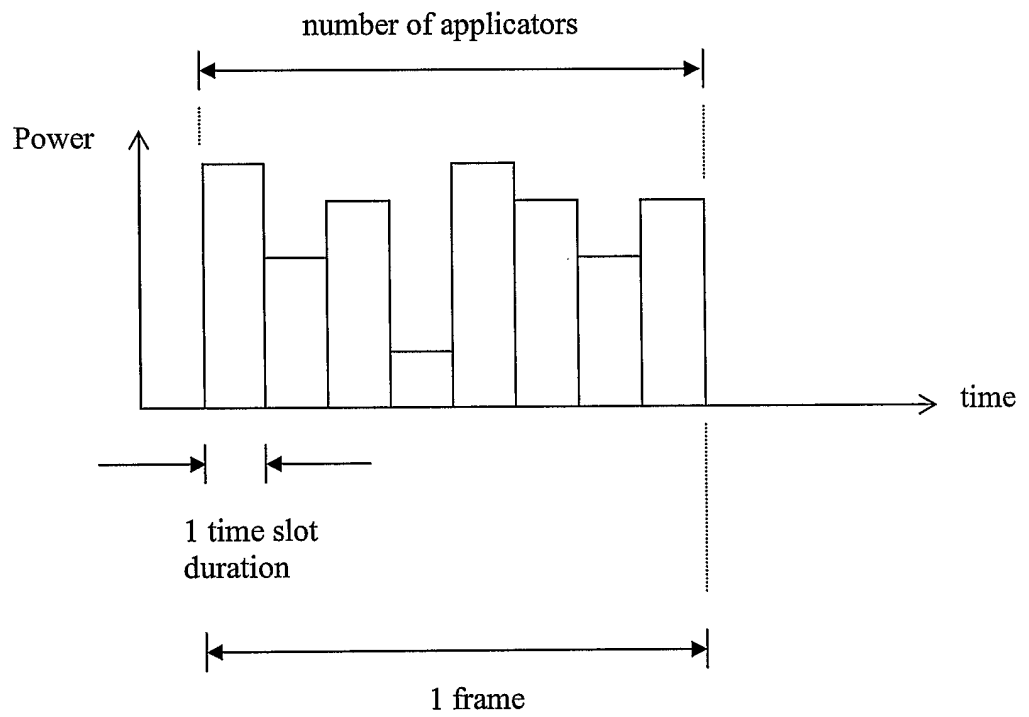 number of applicators
Power
time
1 time slot
duration
1 frame